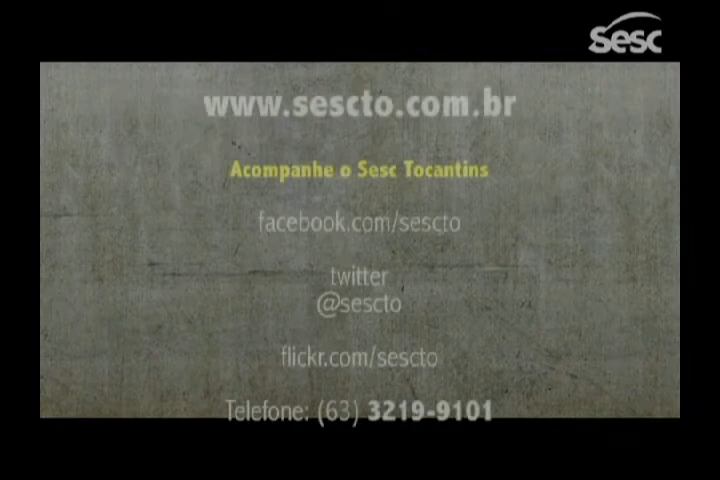 Sesc
www.sescto.com.br
Acompanhe o Sesc Tocantins
facebook.com/sescto
twitter
@sescto
flickr.com/sescto
Telefone: (63) 3219-9101